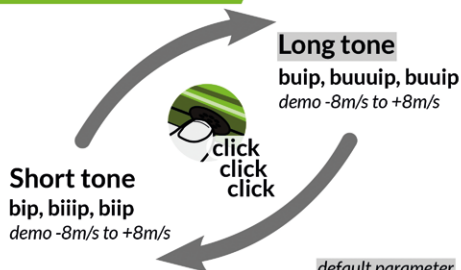 Long tone
buip, buuuip, buuip
demo -8m/s to +8m/s
click
click
click
Short tone
bip, biiip, biip
demo -8m/s to +8m/s
default parameter